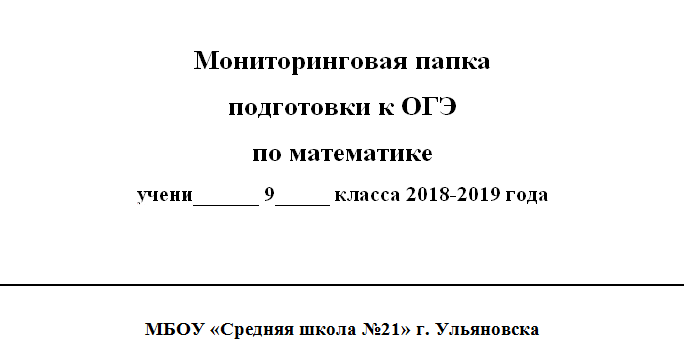 Мониторинговая папка
подготовки к ОГЭ
по математике
учени______ 9_____ класса 2018-2019 года
МБОУ «Средняя школа №21» г. Ульяновска